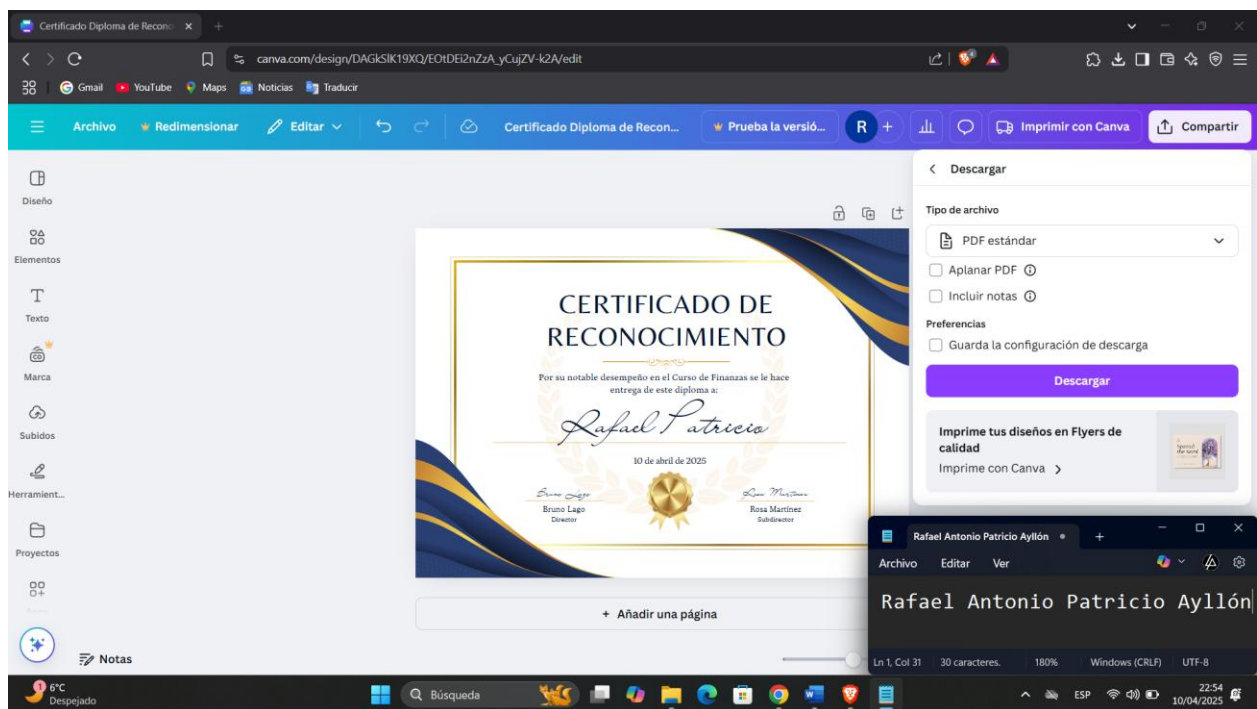 Certificado Diploma de Recono
canva.com/design/DAGkSlK19XQ/EOtDEi2nZzA_yCujZV-k2A/edit
Gmail YouTube Maps Noticias Traducir
Archivo Redimensionar Editar Certificado Diploma de Recon... Prueba la versió... R + Imprimir con Canva Compartir
Diseño
Elementos
Texto
Marca
Subidos
Herramient...
Proyectos
Notas
CERTIFICADO DE
RECONOCIMIENTO
Por su notable desempeño en el Curso de Finanzas se le hace
entrega de este diploma a:
Rafael Patricio
10 de abril de 2025
Bruno Lago Rosa Martínez
Bruno Lago Rosa Martínez
Director Subdirector
+ Añadir una página
Descargar
Tipo de archivo
PDF estándar
Aplanar PDF
Incluir notas
Preferencias
Guarda la configuración de descarga
Descargar
Imprime tus diseños en Flyers de
calidad
Imprime con Canva
Rafael Antonio Patricio Ayllón
Archivo Editar Ver
Rafael Antonio Patricio Ayllón
Ln 1, Col 31 30 caracteres. 180% Windows (CRLF) UTF-8
1 6°C
Despejado
Búsqueda
ESP 22:54
10/04/2025